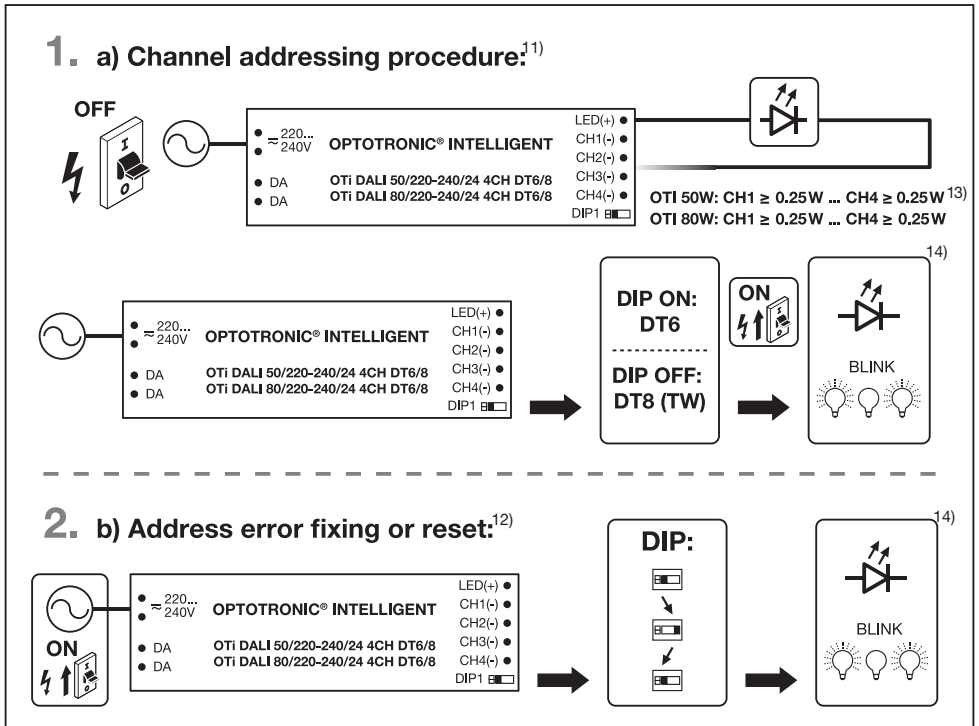 1. a) Channel addressing procedure:11)
OFF
I
O
≂ 220...
240V
OPTOTRONIC® INTELLIGENT
DA
DA
OTi DALI 50/220-240/24 4CH DT6/8
OTi DALI 80/220-240/24 4CH DT6/8
LED(+)
CH1(-)
CH2(-)
CH3(-)
CH4(-)
DIP1
OTI 50W: CH1 ≥ 0.25W ... CH4 ≥ 0.25W 13)
OTI 80W: CH1 ≥ 0.25W ... CH4 ≥ 0.25W
≂ 220...
240V
OPTOTRONIC® INTELLIGENT
DA
DA
OTi DALI 50/220-240/24 4CH DT6/8
OTi DALI 80/220-240/24 4CH DT6/8
LED(+)
CH1(-)
CH2(-)
CH3(-)
CH4(-)
DIP1
DIP ON:
DT6
DIP OFF:
DT8 (TW)
ON
I
O
14)
BLINK
2. b) Address error fixing or reset:12)
ON
I
O
≂ 220...
240V
OPTOTRONIC® INTELLIGENT
DA
DA
OTi DALI 50/220-240/24 4CH DT6/8
OTi DALI 80/220-240/24 4CH DT6/8
LED(+)
CH1(-)
CH2(-)
CH3(-)
CH4(-)
DIP1
DIP:
14)
BLINK